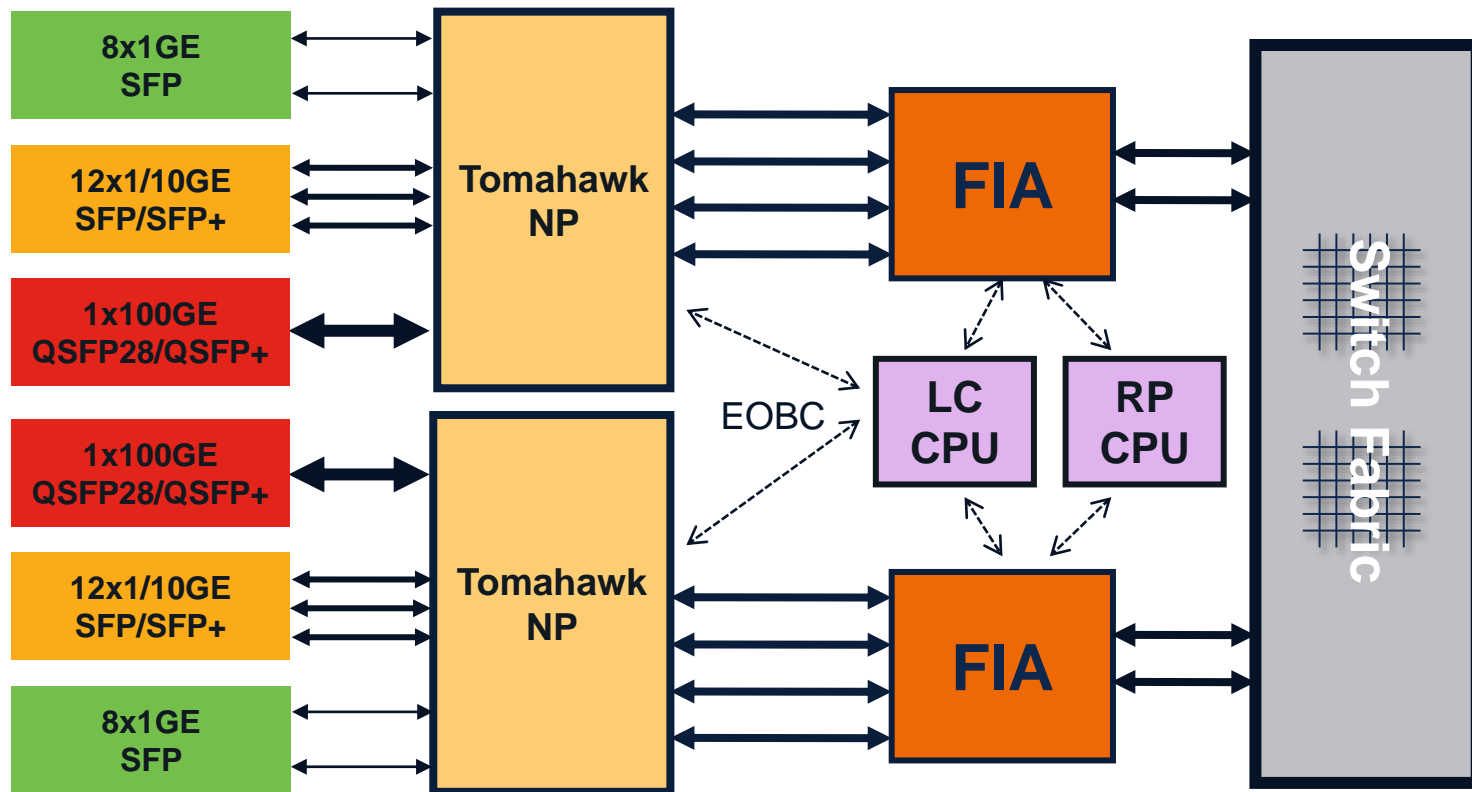 8x1GE
SFP
12x1/10GE
SFP/SFP+
1x100GE
QSFP28/QSFP+
1x100GE
QSFP28/QSFP+
12x1/10GE
SFP/SFP+
8x1GE
SFP
Tomahawk
NP
Tomahawk
NP
EOBC
FIA
LC
CPU
RP
CPU
FIA
Switch Fabric